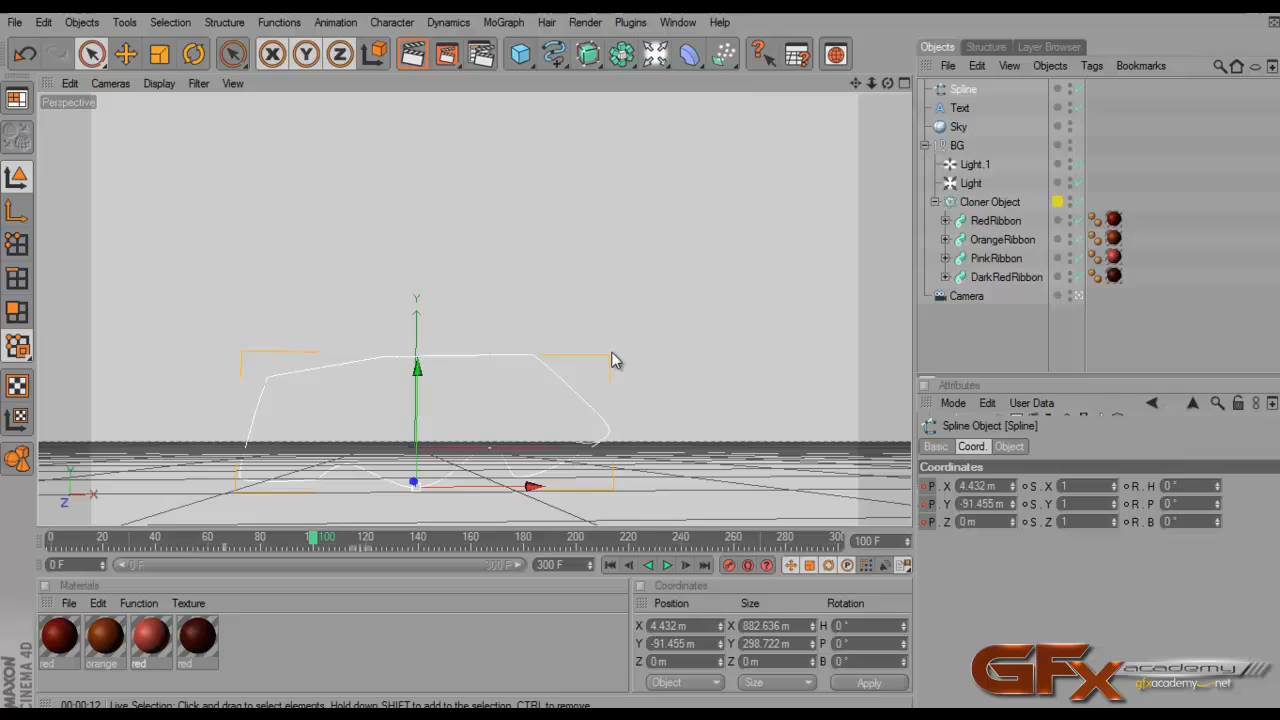 File Edit Objects Tools Selection Structure Functions Animation Character Dynamics MoGraph Hair Render Plugins Window Help
X Y Z
Objects Structure Layer Browser
File Edit View Objects Tags Bookmarks
Edit Cameras Display Filter View
Perspective
Spline
Text
Sky
BG
Light.1
Light
Cloner Object
RedRibbon
OrangeRibbon
PinkRibbon
DarkRedRibbon
Camera
Y
Y
X
Z
Attributes
Mode Edit User Data
Spline Object [Spline]
Basic Coord. Object
Coordinates
P . X 4.432 m S . X 1 R . H 0 °
P . Y -91.455 m S . Y 1 R . P 0 °
P . Z 0 m S . Z 1 R . B 0 °
0 20 40 60 80 100 120 140 160 180 200 220 240 260 280 300 100 F
0 F 0 F 300 F 300 F
Materials
File Edit Function Texture
red orange red red
Coordinates
Position Size Rotation
X 4.432 m X 882.636 m H 0 °
Y -91.455 m Y 298.722 m P 0 °
Z 0 m Z 0 m B 0 °
Object Size Apply
MAXON
CINEMA 4D
00:00:12 Live Selection: Click and drag to select elements. Hold down SHIFT to add to the selection, CTRL to remove.
GFx academy
gfxacademy.net